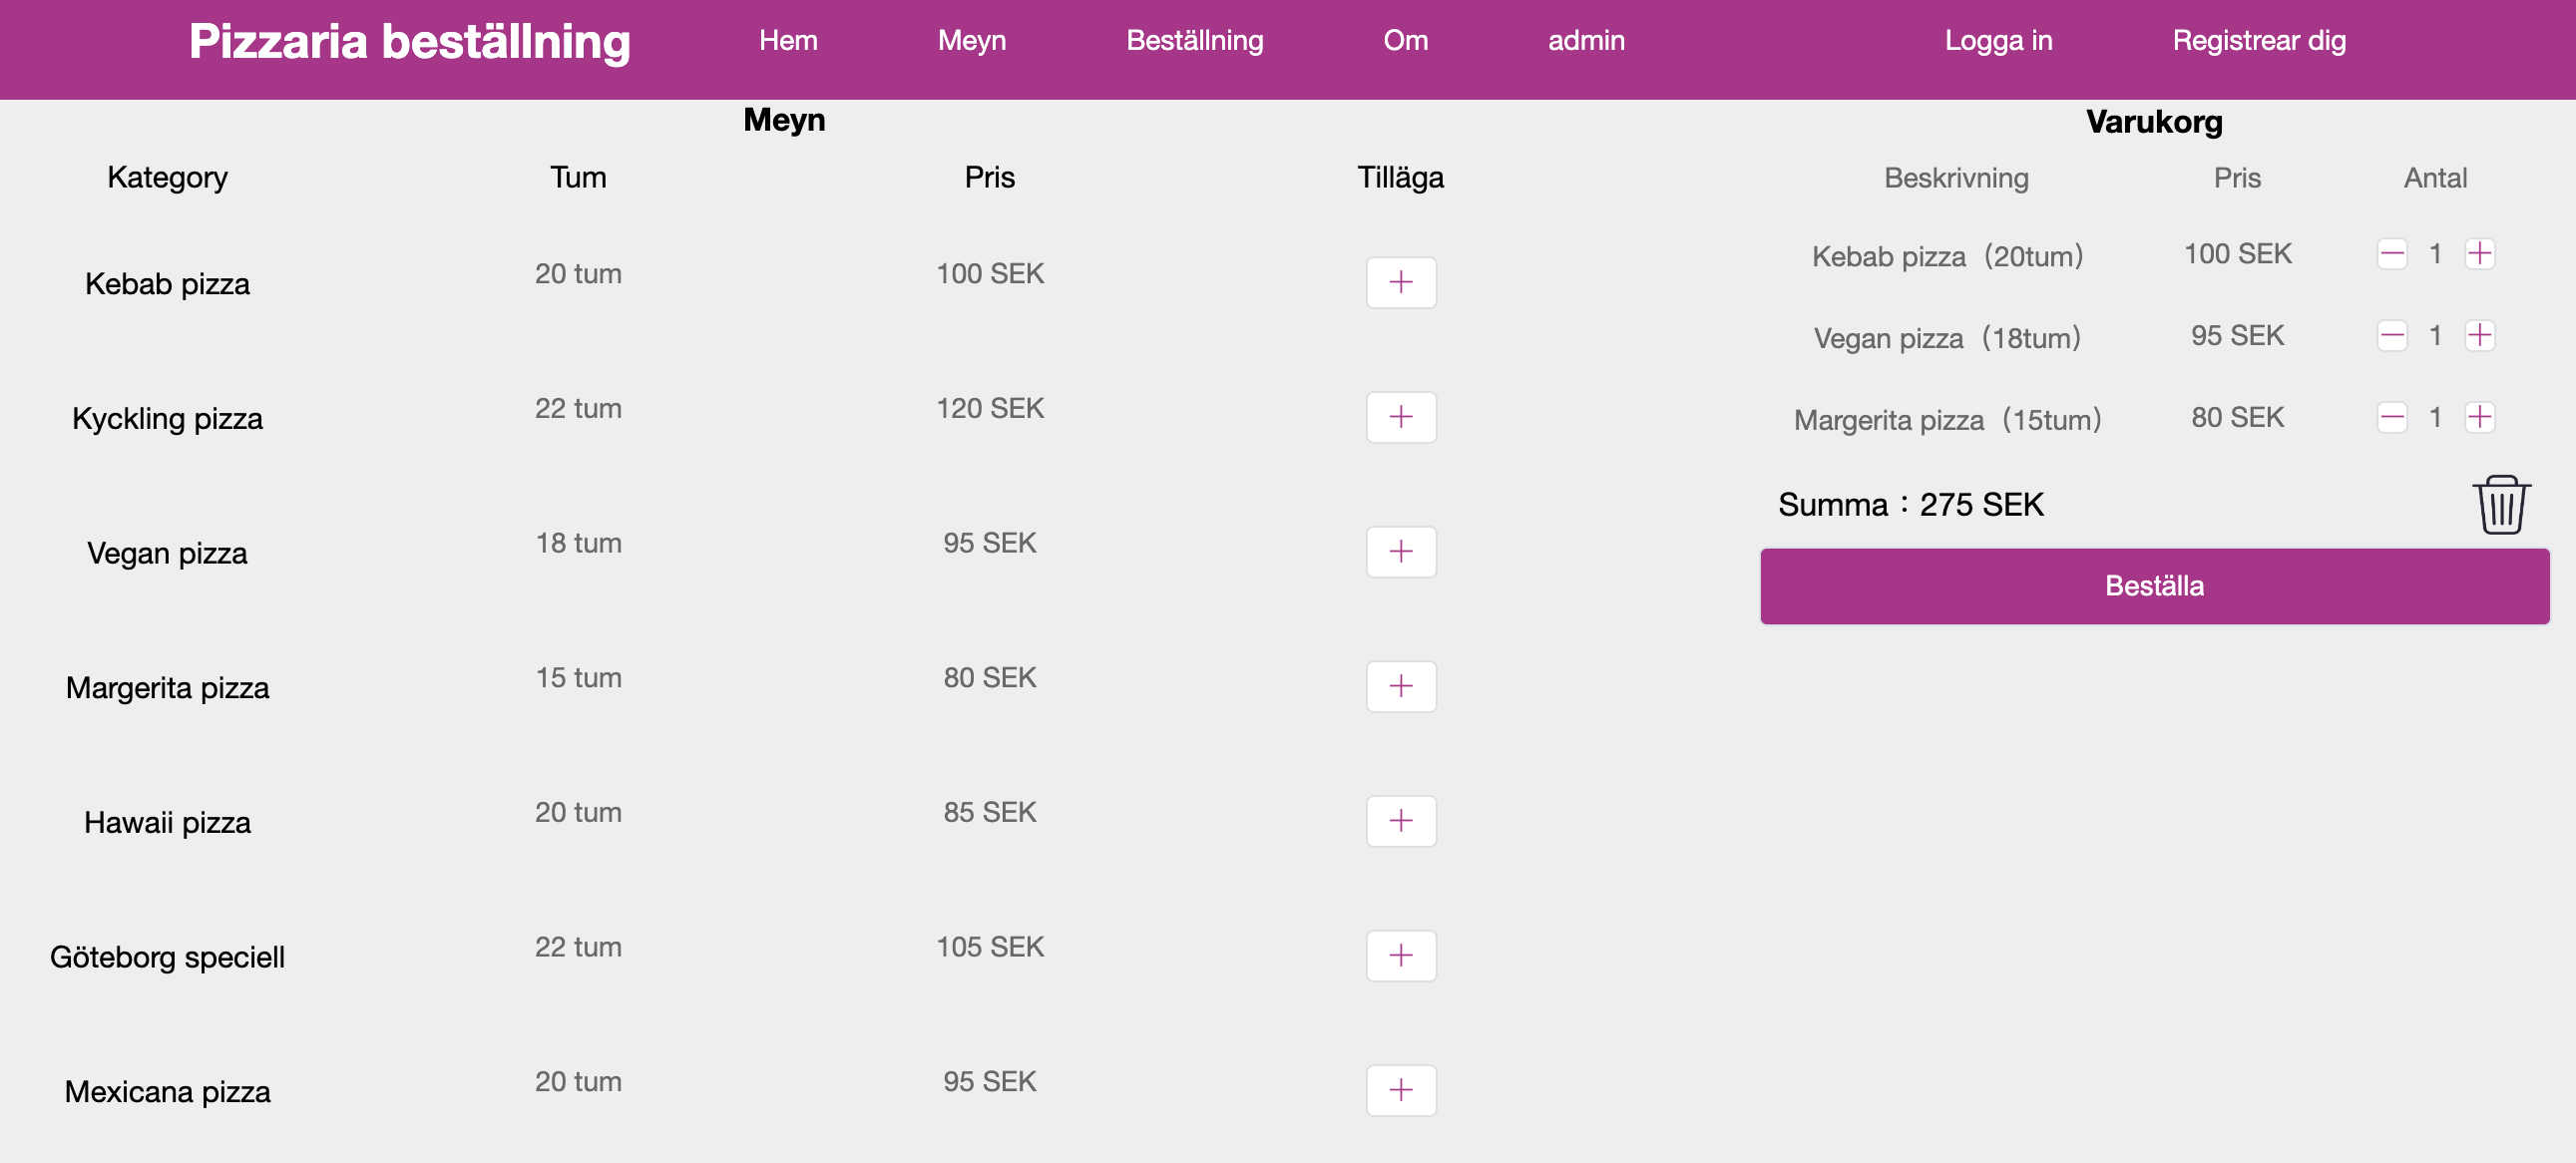 Pizzaria beställning Hem Meyn Beställning Om admin Logga in Registrear dig
Meyn
Kategory Tum Pris Tilläga
Kebab pizza 20 tum 100 SEK +
Kyckling pizza 22 tum 120 SEK +
Vegan pizza 18 tum 95 SEK +
Margerita pizza 15 tum 80 SEK +
Hawaii pizza 20 tum 85 SEK +
Göteborg speciell 22 tum 105 SEK +
Mexicana pizza 20 tum 95 SEK +
Varukorg
Beskrivning Pris Antal
Kebab pizza（20tum） 100 SEK — 1 +
Vegan pizza（18tum） 95 SEK — 1 +
Margerita pizza（15tum） 80 SEK — 1 +
Summa：275 SEK
Beställa